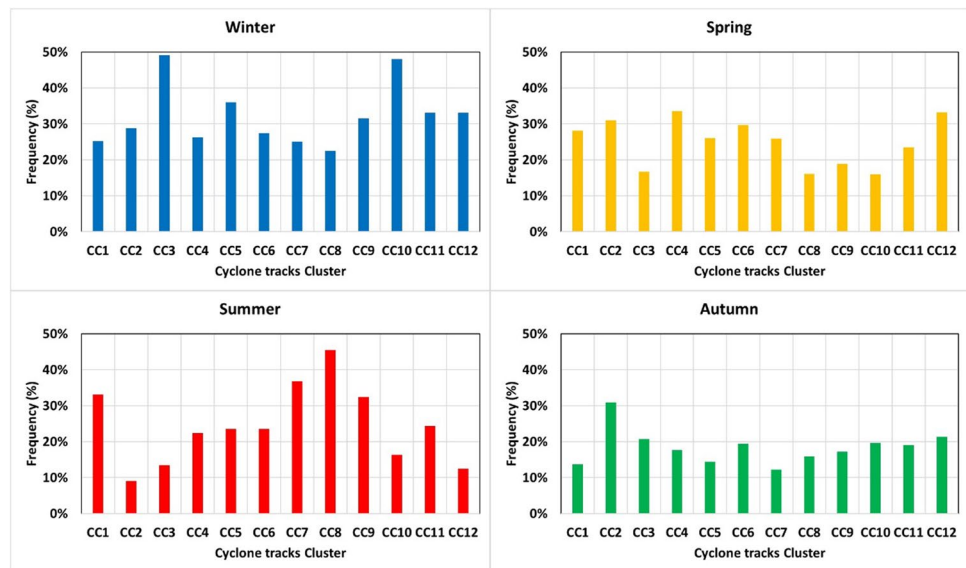 Winter
50%
40%
30%
20%
10%
0%
Frequency (%)
CC1 CC2 CC3 CC4 CC5 CC6 CC7 CC8 CC9 CC10 CC11 CC12
Cyclone tracks Cluster
Spring
50%
40%
30%
20%
10%
0%
Frequency (%)
CC1 CC2 CC3 CC4 CC5 CC6 CC7 CC8 CC9 CC10 CC11 CC12
Cyclone tracks Cluster
Summer
50%
40%
30%
20%
10%
0%
Frequency (%)
CC1 CC2 CC3 CC4 CC5 CC6 CC7 CC8 CC9 CC10 CC11 CC12
Cyclone tracks Cluster
Autumn
50%
40%
30%
20%
10%
0%
Frequency (%)
CC1 CC2 CC3 CC4 CC5 CC6 CC7 CC8 CC9 CC10 CC11 CC12
Cyclone tracks Cluster